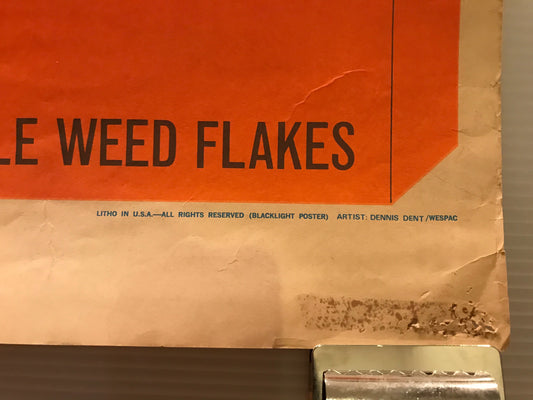 LE WEED FLAKES
LITHO IN U.S.A.—ALL RIGHTS RESERVED (BLACKLIGHT POSTER) ARTIST: DENNIS DENT/WESPAC